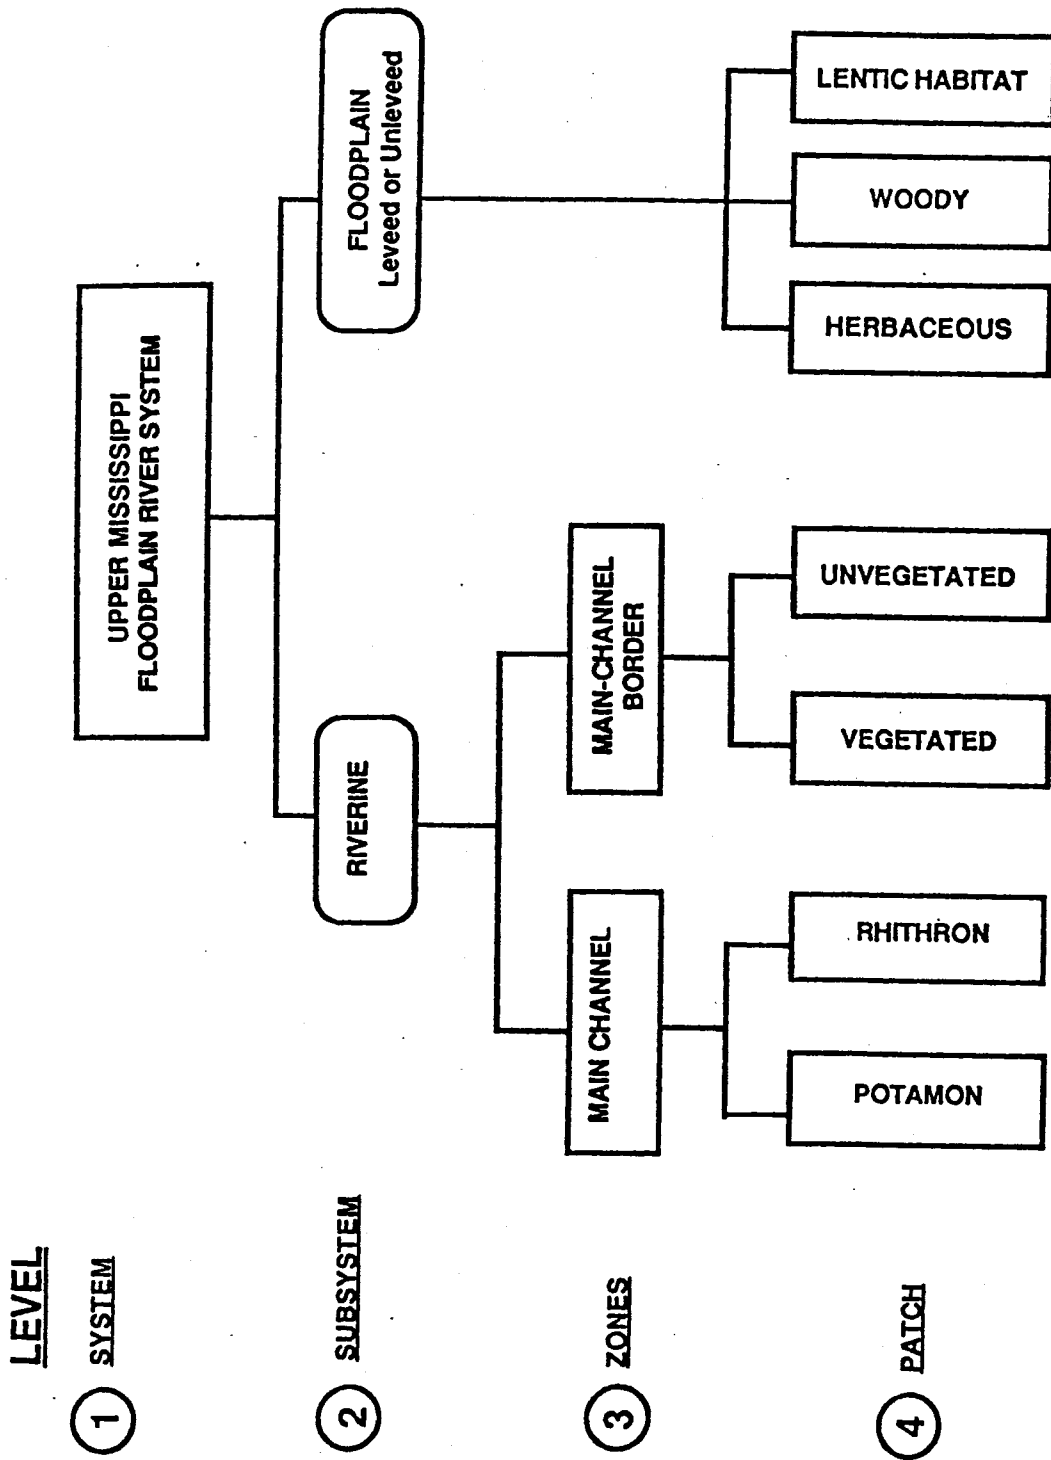 LEVEL
1 SYSTEM
UPPER MISSISSIPPI
FLOODPLAIN RIVER SYSTEM
2 SUBSYSTEM
RIVERINE
FLOODPLAIN
Leveed or Unleveed
3 ZONES
MAIN CHANNEL
MAIN-CHANNEL
BORDER
4 PATCH
POTAMON
RHITHRON
VEGETATED
UNVEGETATED
HERBACEOUS
WOODY
LENTIC HABITAT